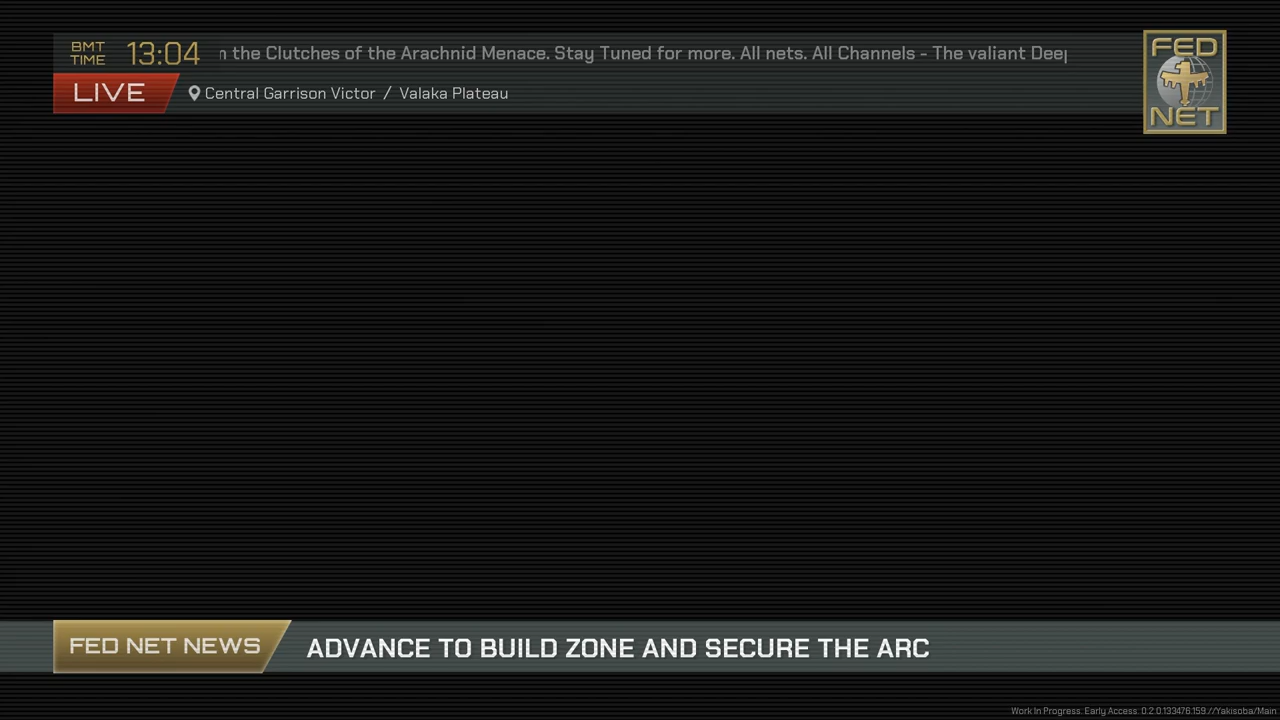 BMT TIME 13:04
n the Clutches of the Arachnid Menace. Stay Tuned for more. All nets. All Channels - The valiant Deep
LIVE
Central Garrison Victor / Valaka Plateau
FED
NET
FED NET NEWS
ADVANCE TO BUILD ZONE AND SECURE THE ARC
Work In Progress. Early Access. 0.2.0.133476.159.//Yakisoba/Main